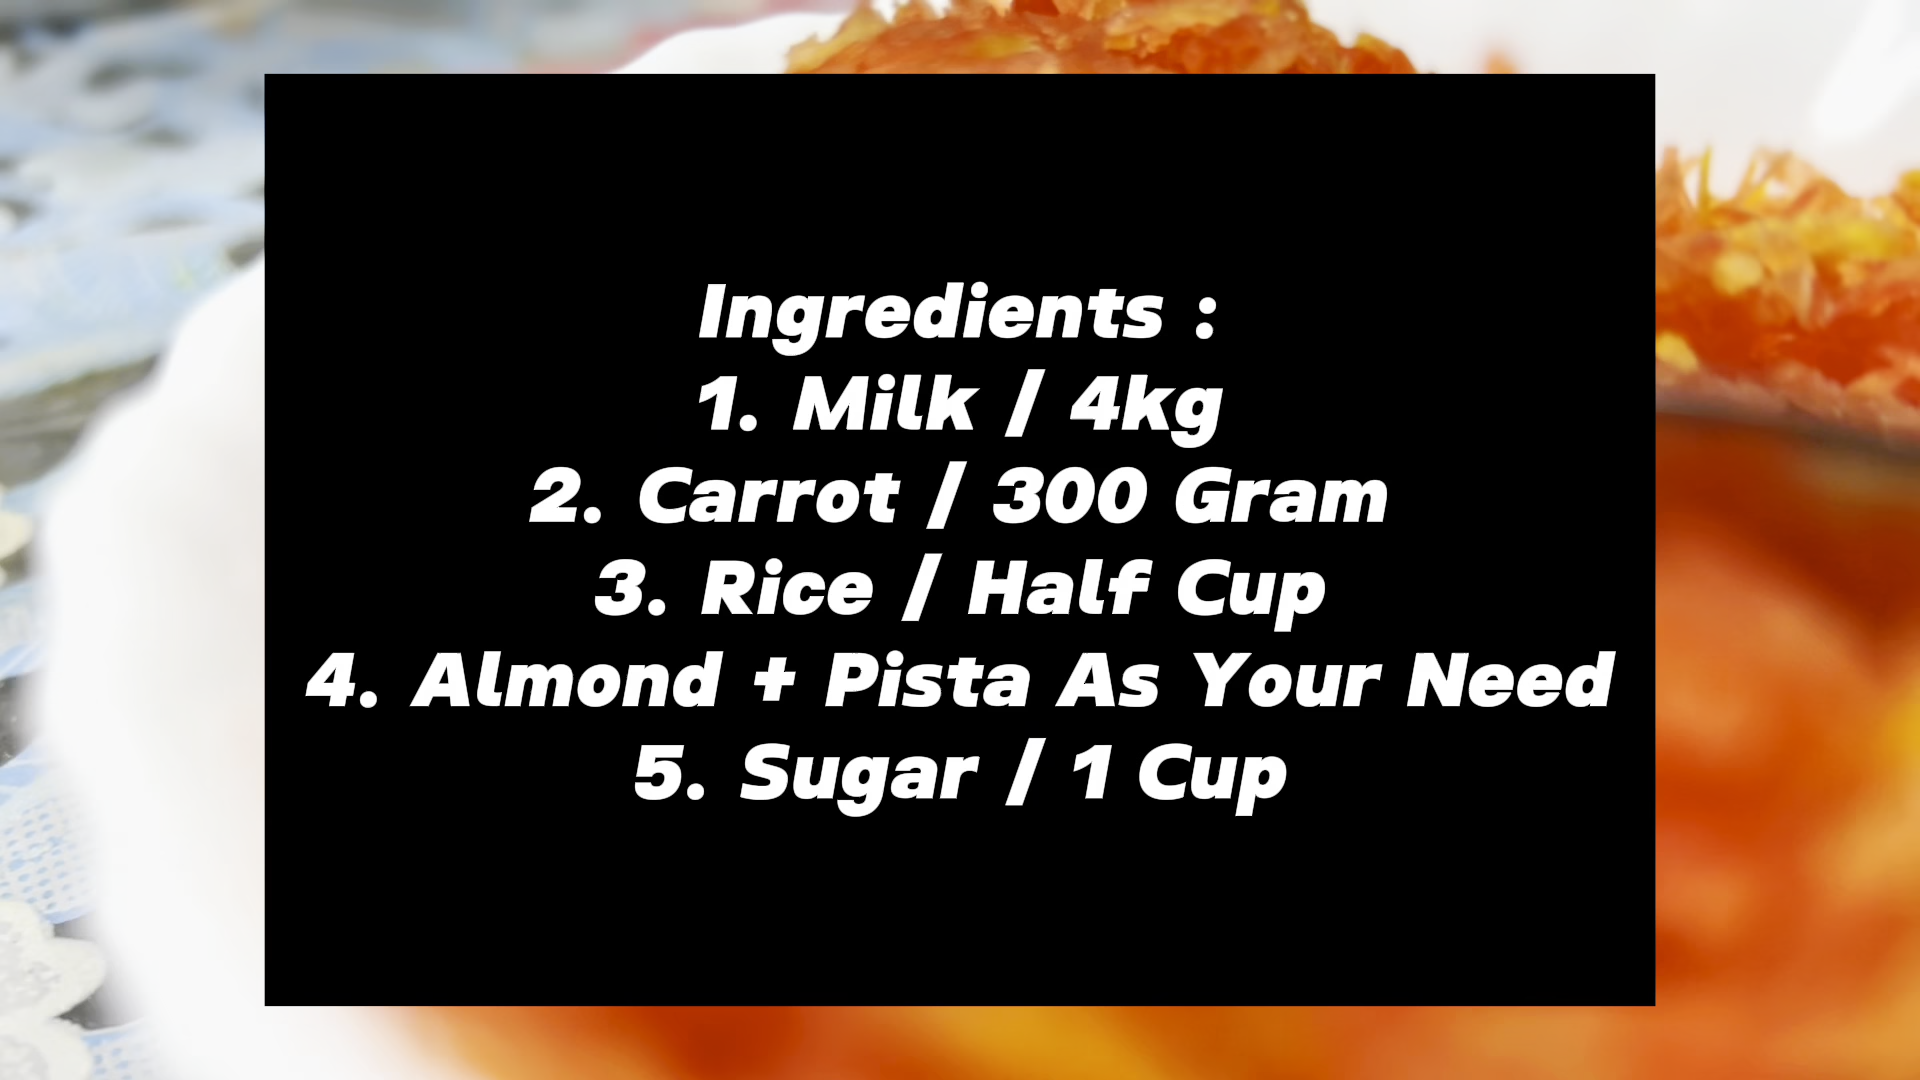 Ingredients :
1. Milk / 4kg
2. Carrot / 300 Gram
3. Rice / Half Cup
4. Almond + Pista As Your Need
5. Sugar / 1 Cup